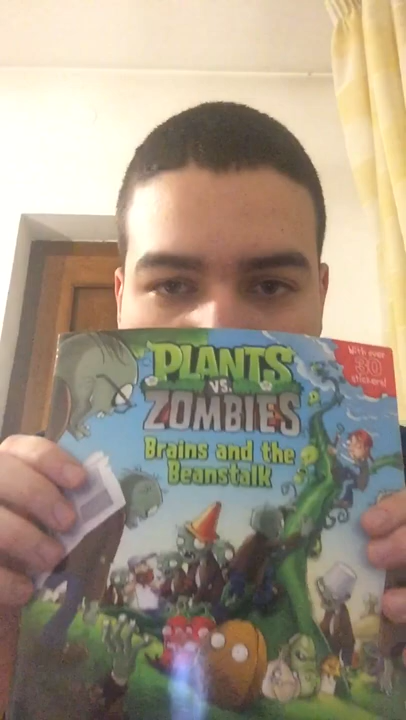 PLANTS
VS.
ZOMBIES
Brains and the
Beanstalk
With over
30
stickers!